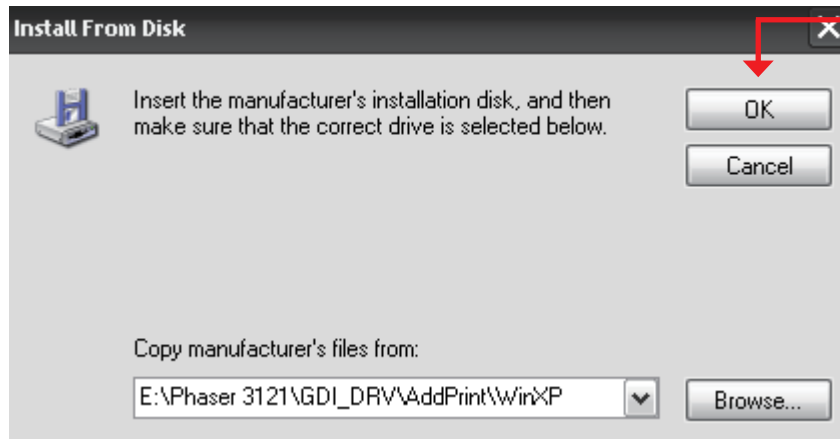 Install From Disk
Insert the manufacturer's installation disk, and then
make sure that the correct drive is selected below.
OK
Cancel
Copy manufacturer's files from:
E:\Phaser 3121\GDI_DRV\AddPrint\WinXP
Browse...